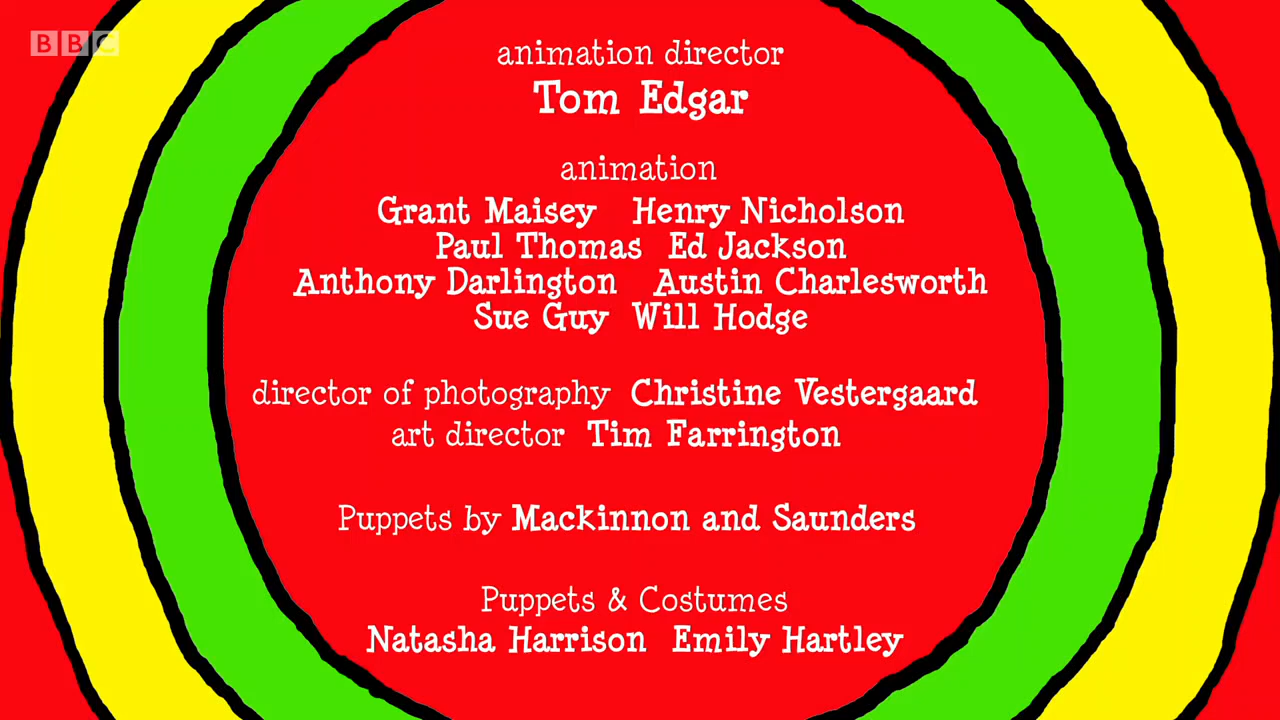 BBC
animation director
Tom Edgar
animation
Grant Maisey Henry Nicholson
Paul Thomas Ed Jackson
Anthony Darlington Austin Charlesworth
Sue Guy Will Hodge
director of photography Christine Vestergaard
art director Tim Farrington
Puppets by Mackinnon and Saunders
Puppets & Costumes
Natasha Harrison Emily Hartley